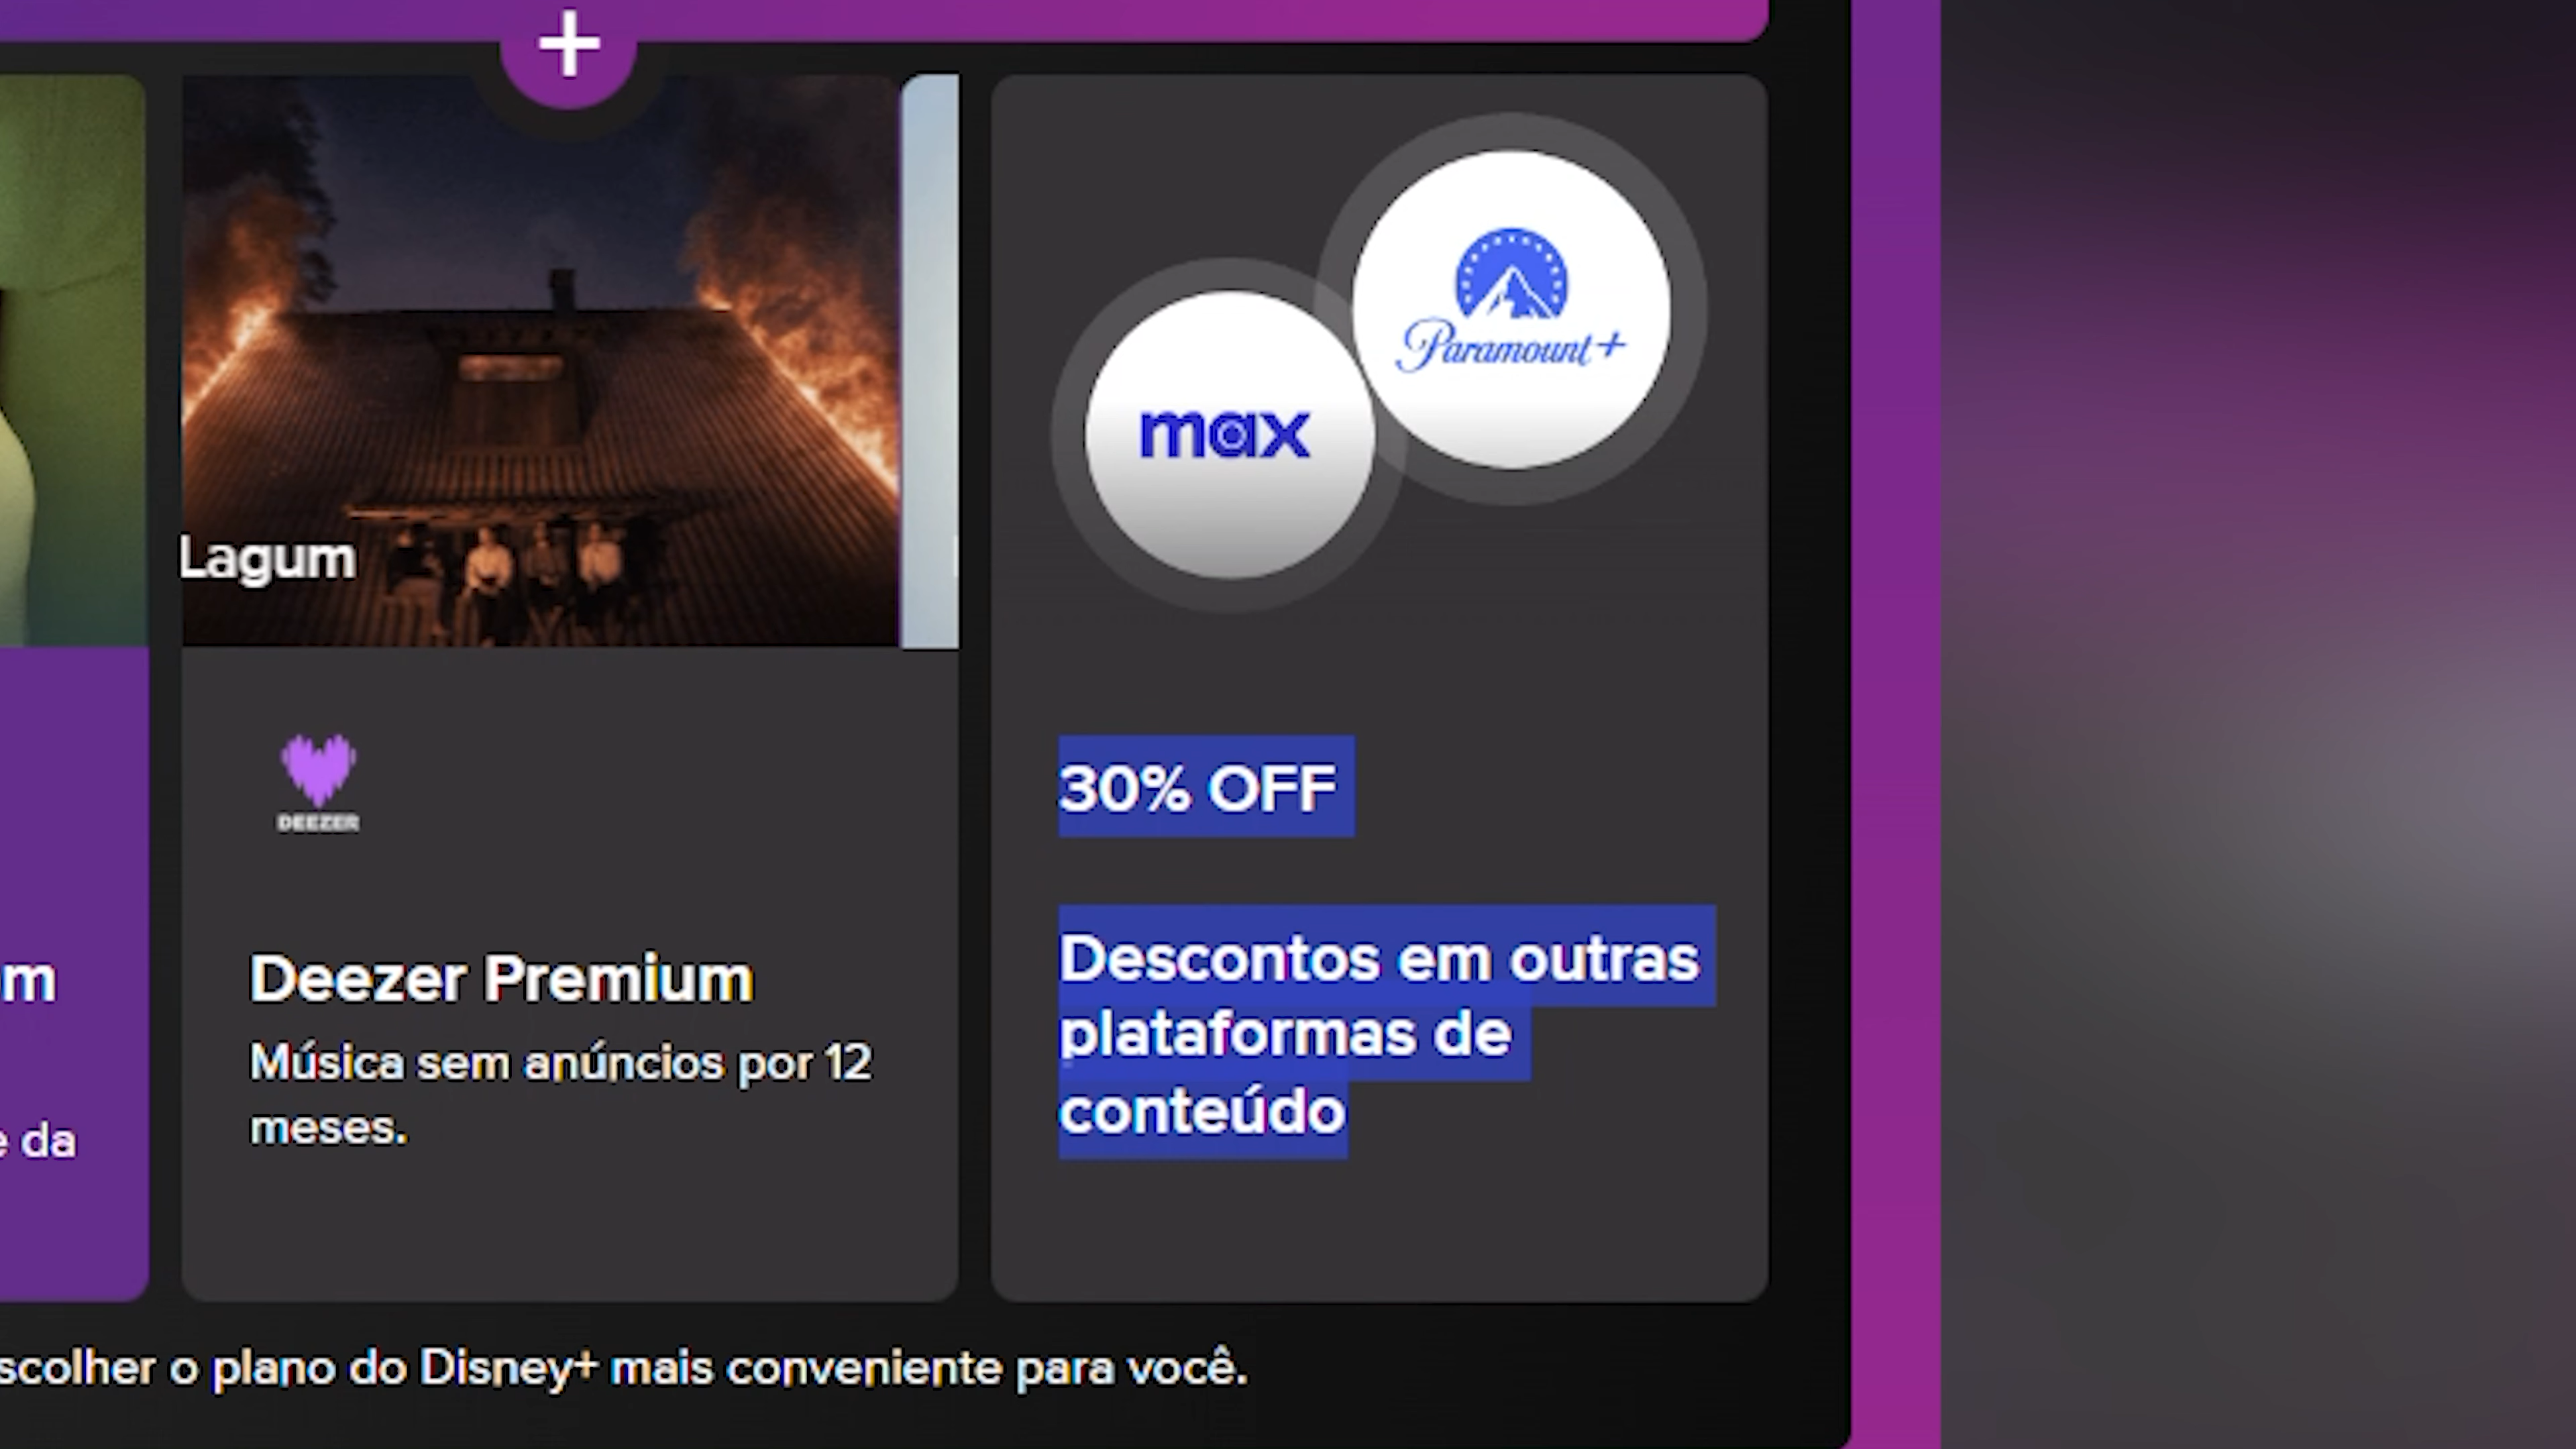 +
Paramount+
max
Lagum
DEEZER
30% OFF
om
Deezer Premium
Música sem anúncios por 12
meses.
Descontos em outras
plataformas de
conteúdo
e da
scolher o plano do Disney+ mais conveniente para você.